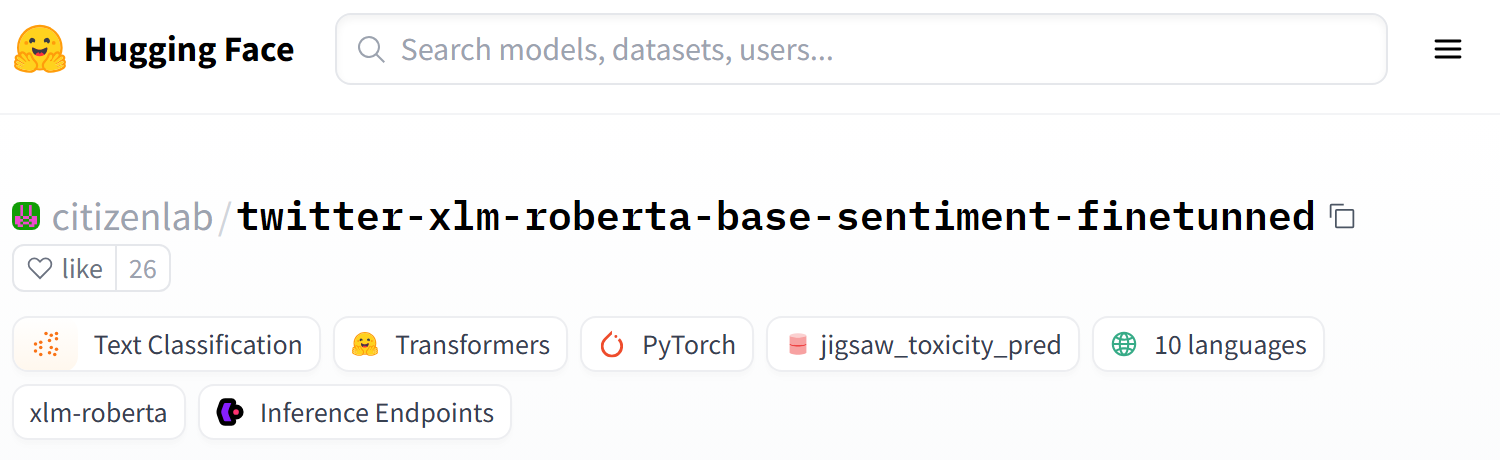 Hugging Face Search models, datasets, users...
citizenlab/twitter-xlm-roberta-base-sentiment-finetunned
like 26
Text Classification Transformers PyTorch jigsaw_toxicity_pred 10 languages
xlm-roberta Inference Endpoints